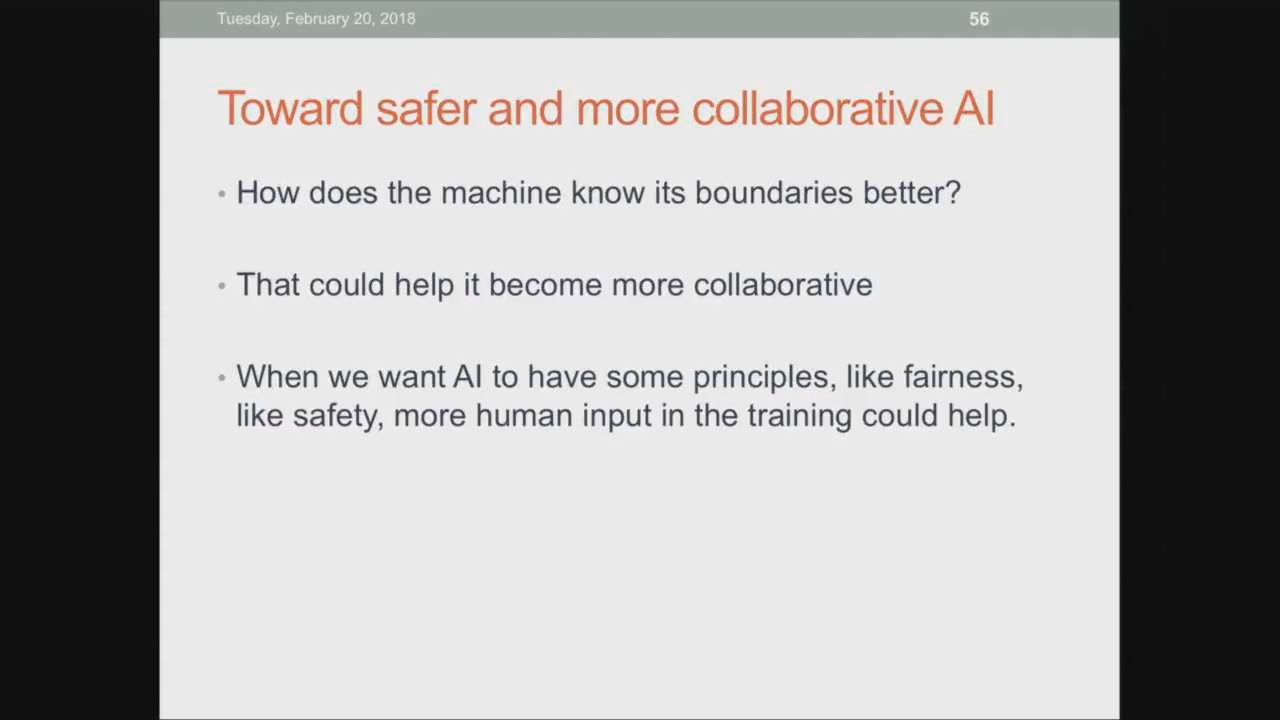 Tuesday, February 20, 2018 56
Toward safer and more collaborative AI
• How does the machine know its boundaries better?
• That could help it become more collaborative
• When we want AI to have some principles, like fairness,
like safety, more human input in the training could help.